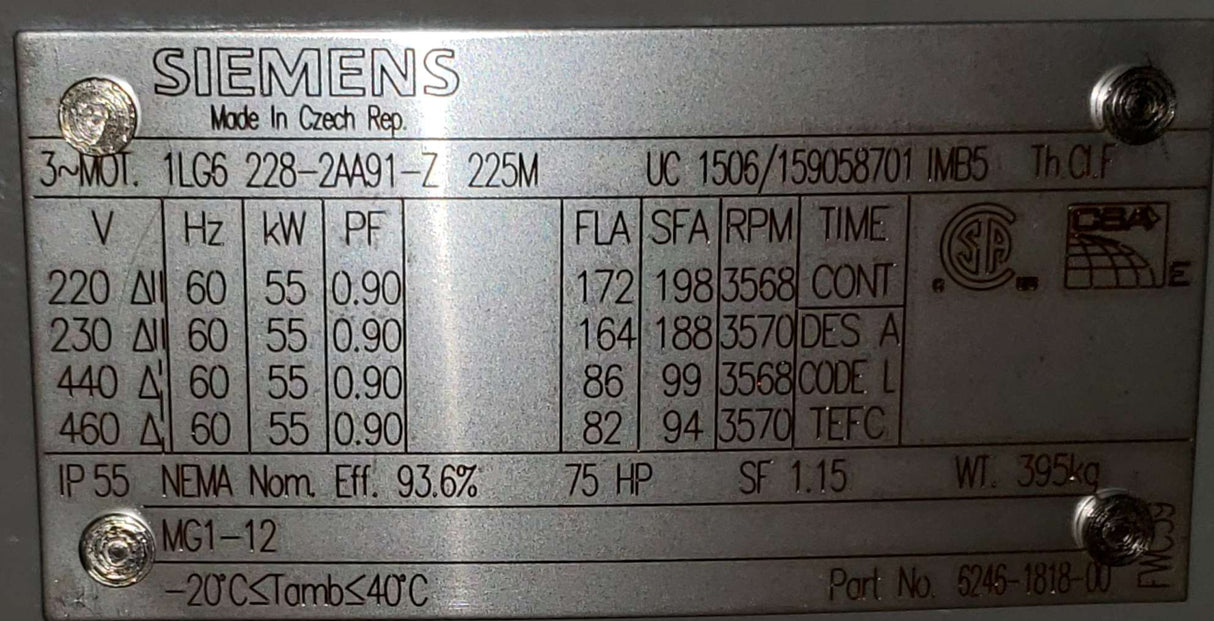 SIEMENS
Made In Czech Rep.
3~MOT. 1LG6 228-2AA91-Z 225M UC 1506/159058701 IMB5 Th.Cl.F
V Hz kW PF FLA SFA RPM TIME
220 ΔII 60 55 0.90 172 198 3568 CONT
230 ΔII 60 55 0.90 164 188 3570 DES A
440 Δ 60 55 0.90 86 99 3568 CODE L
460 Δ 60 55 0.90 82 94 3570 TEFC
CSA E
IP 55 NEMA Nom. Eff. 93.6% 75 HP SF 1.15 WT. 395kg
MG1-12
-20°C≤Tamb≤40°C Part No. 6246-1818-00